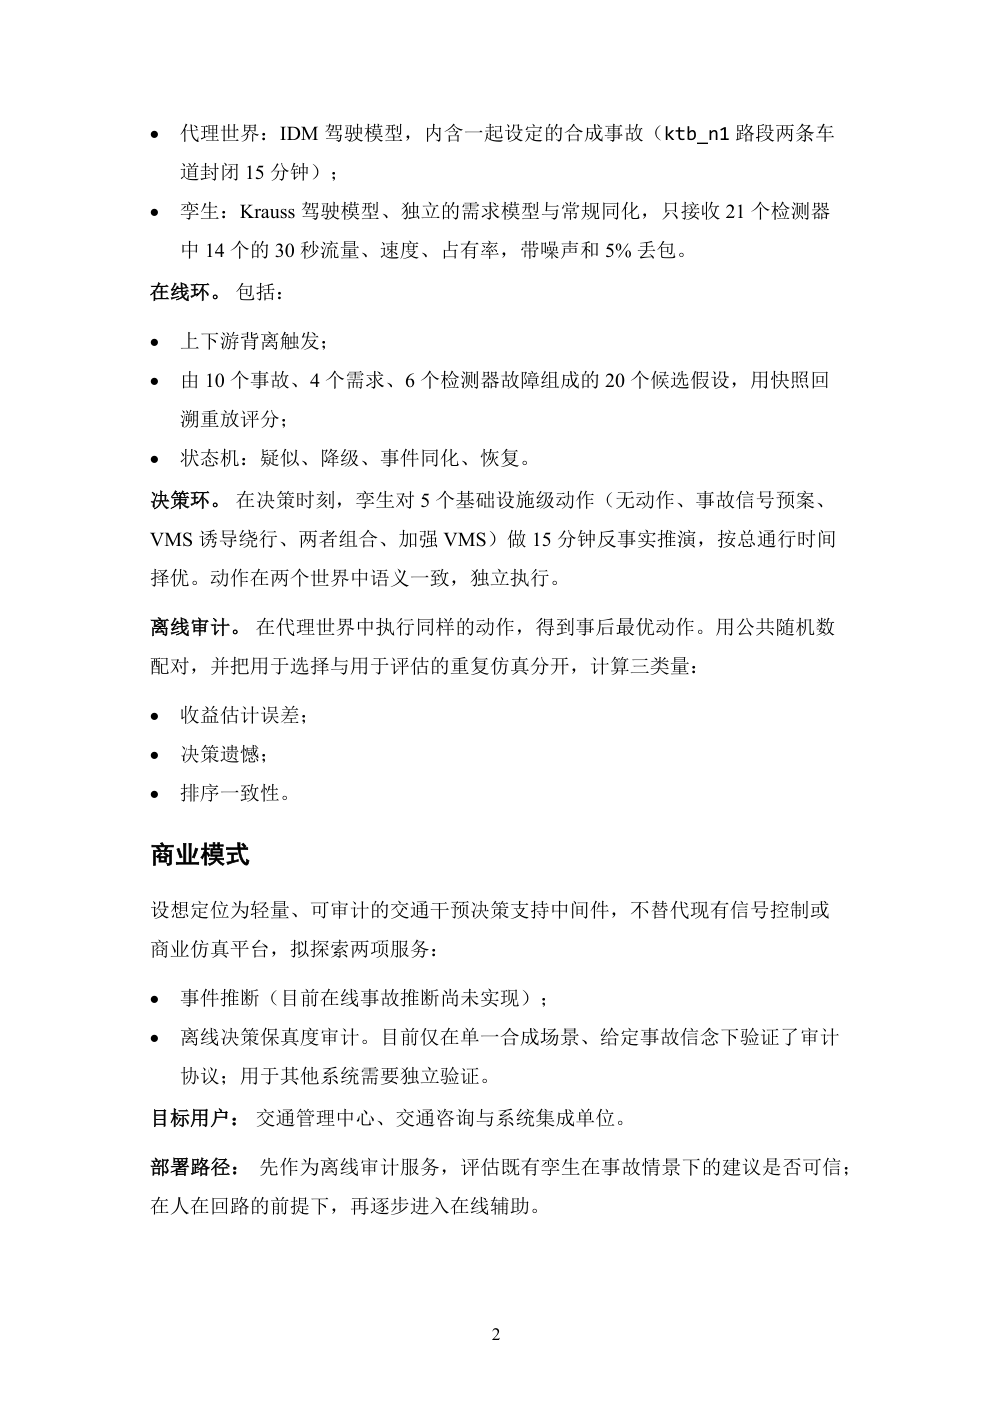 • 代理世界：IDM 驾驶模型，内含一起设定的合成事故（ktb_n1 路段两条车
道封闭 15 分钟）；
• 孪生：Krauss 驾驶模型、独立的需求模型与常规同化，只接收 21 个检测器
中 14 个的 30 秒流量、速度、占有率，带噪声和 5% 丢包。
在线环。 包括：
• 上下游背离触发；
• 由 10 个事故、4 个需求、6 个检测器故障组成的 20 个候选假设，用快照回
溯重放评分；
• 状态机：疑似、降级、事件同化、恢复。
决策环。 在决策时刻，孪生对 5 个基础设施级动作（无动作、事故信号预案、
VMS 诱导绕行、两者组合、加强 VMS）做 15 分钟反事实推演，按总通行时间
择优。动作在两个世界中语义一致，独立执行。
离线审计。 在代理世界中执行同样的动作，得到事后最优动作。用公共随机数
配对，并把用于选择与用于评估的重复仿真分开，计算三类量：
• 收益估计误差；
• 决策遗憾；
• 排序一致性。
商业模式
设想定位为轻量、可审计的交通干预决策支持中间件，不替代现有信号控制或
商业仿真平台，拟探索两项服务：
• 事件推断（目前在线事故推断尚未实现）；
• 离线决策保真度审计。目前仅在单一合成场景、给定事故信念下验证了审计
协议；用于其他系统需要独立验证。
目标用户： 交通管理中心、交通咨询与系统集成单位。
部署路径： 先作为离线审计服务，评估既有孪生在事故情景下的建议是否可信；
在人在回路的前提下，再逐步进入在线辅助。
2